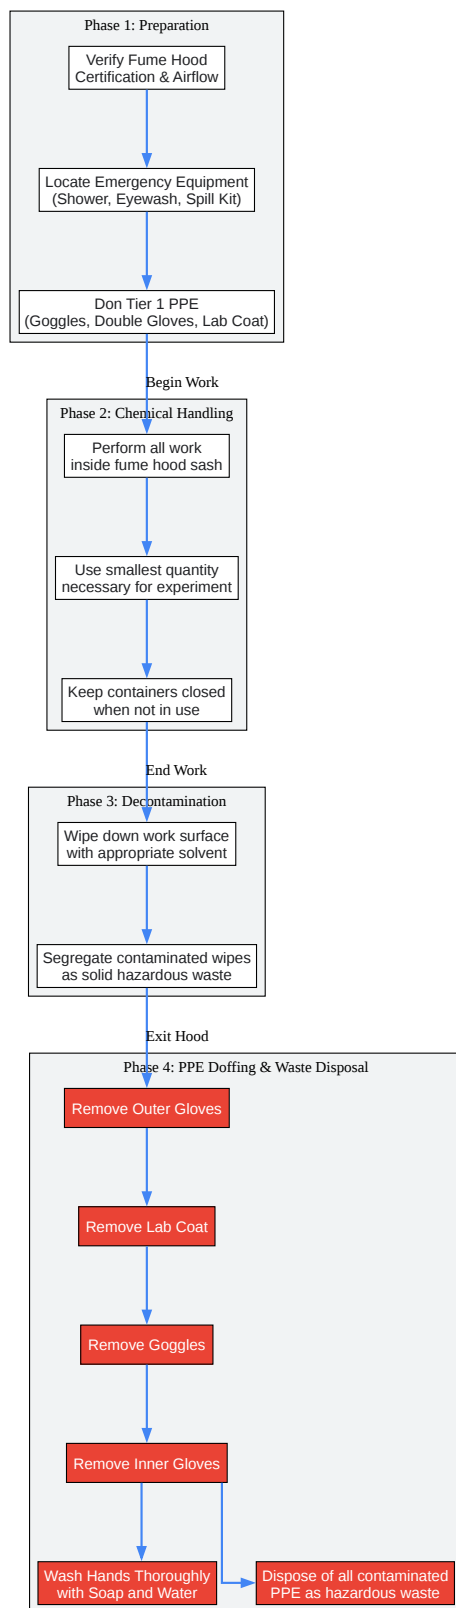 Phase 1: Preparation
Verify Fume Hood
Certification & Airflow
Locate Emergency Equipment
(Shower, Eyewash, Spill Kit)
Don Tier 1 PPE
(Goggles, Double Gloves, Lab Coat)
Begin Work
Phase 2: Chemical Handling
Perform all work
inside fume hood sash
Use smallest quantity
necessary for experiment
Keep containers closed
when not in use
End Work
Phase 3: Decontamination
Wipe down work surface
with appropriate solvent
Segregate contaminated wipes
as solid hazardous waste
Exit Hood
Phase 4: PPE Doffing & Waste Disposal
Remove Outer Gloves
Remove Lab Coat
Remove Goggles
Remove Inner Gloves
Wash Hands Thoroughly
with Soap and Water
Dispose of all contaminated
PPE as hazardous waste